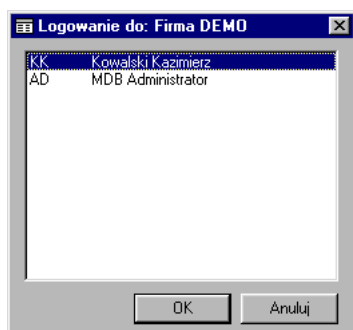 Logowanie do: Firma DEMO
KK Kowalski Kazimierz
AD MDB Administrator
OK Anuluj